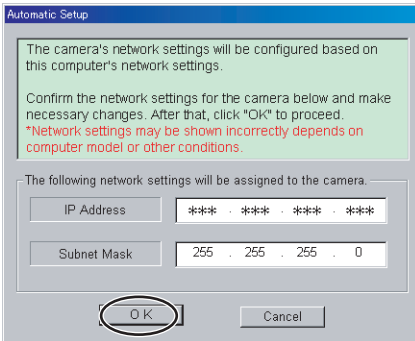 Automatic Setup
The camera's network settings will be configured based on
this computer's network settings.
Confirm the network settings for the camera below and make
necessary changes. After that, click "OK" to proceed.
*Network settings may be shown incorrectly depends on
computer model or other conditions.
The following network settings will be assigned to the camera.
IP Address *** . *** . *** . ***
Subnet Mask 255 . 255 . 255 . 0
OK Cancel